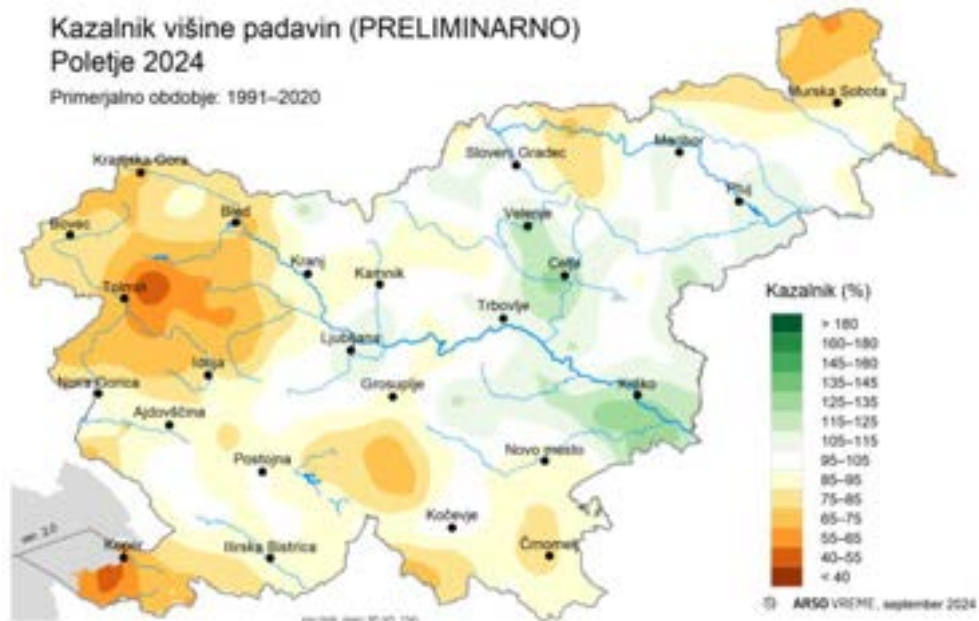 Kazalnik višine padavin (PRELIMINARNO)
Poletje 2024
Primerjalno obdobje: 1991–2020
Murska Sobota
Maribor
Slovenj Gradec
Kranjska Gora
Ptuj
Bled
Velenje
Bovec
Kranj
Kamnik
Celje
Tolmin
Trbovlje
Ljubljana
Idrija
Nova Gorica
Grosuplje
Krško
Ajdovščina
Postojna
Novo mesto
Kočevje
Koper
Ilirska Bistrica
Črnomelj
Kazalnik (%)
> 180
160–180
145–160
135–145
125–135
115–125
105–115
95–105
85–95
75–85
65–75
55–65
40–55
< 40
ver. 2.0
ARSO VREME, september 2024